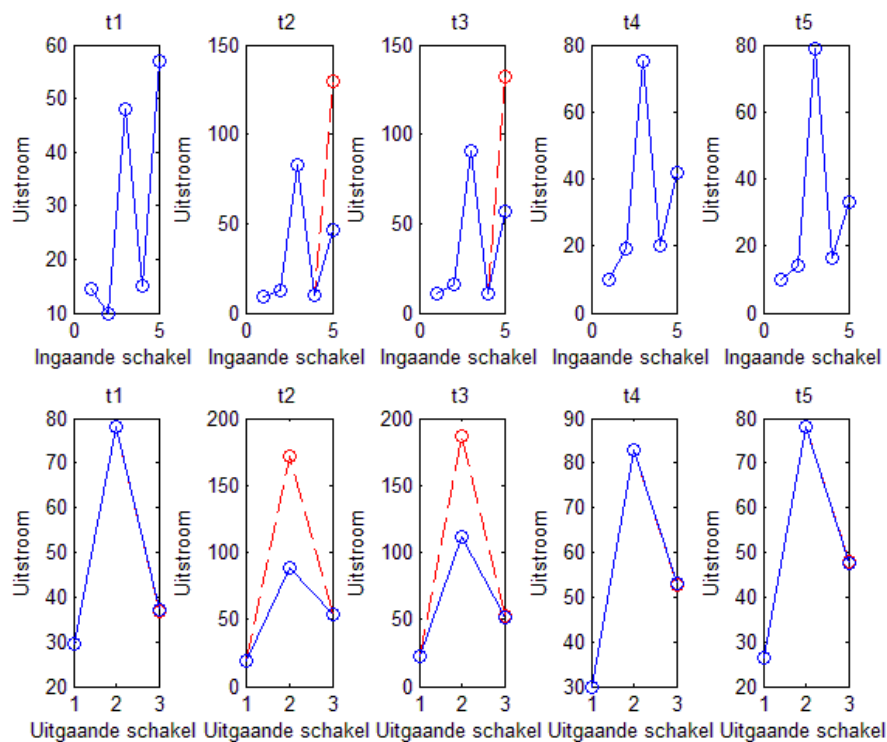 t1 t2 t3 t4 t5
60 150 150 80 80
50
40 100 100 60 60
30
20 50 50 40 40
20 20
10 0 0 0 0
0 5 0 5 0 5 0 5 0 5
Uitstroom Uitstroom Uitstroom Uitstroom Uitstroom
Ingaande schakel Ingaande schakel Ingaande schakel Ingaande schakel Ingaande schakel
t1 t2 t3 t4 t5
80 200 200 90 80
70 80 70
60 150 150 70 60
50 100 100 60 50
40 50 40
30 50 50 40 30
20 0 0 30 20
1 2 3 1 2 3 1 2 3 1 2 3 1 2 3
Uitstroom Uitstroom Uitstroom Uitstroom Uitstroom
Uitgaande schakel Uitgaande schakel Uitgaande schakel Uitgaande schakel Uitgaande schakel